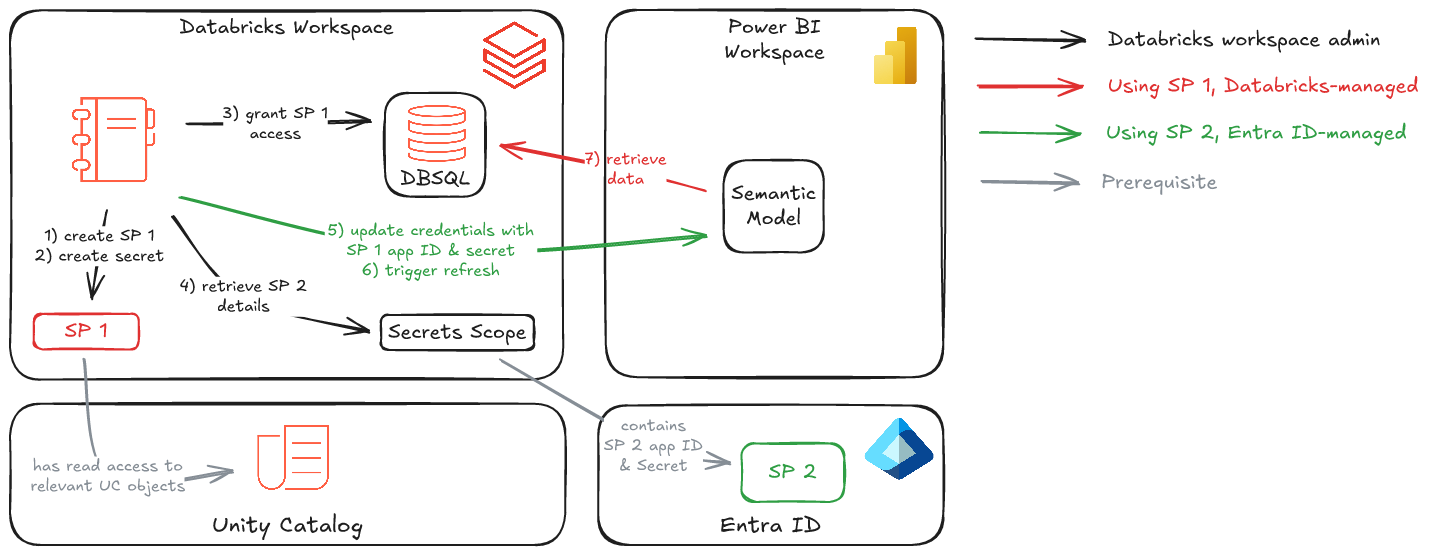 Databricks Workspace
3) grant SP 1
access
DBSQL
1) create SP 1
2) create secret
4) retrieve SP 2
details
5) update credentials with
SP 1 app ID & secret
6) trigger refresh
SP 1
Secrets Scope
Power BI
Workspace
7) retrieve
data
Semantic
Model
Databricks workspace admin
Using SP 1, Databricks-managed
Using SP 2, Entra ID-managed
Prerequisite
has read access to
relevant UC objects
Unity Catalog
contains
SP 2 app ID
& Secret
SP 2
Entra ID